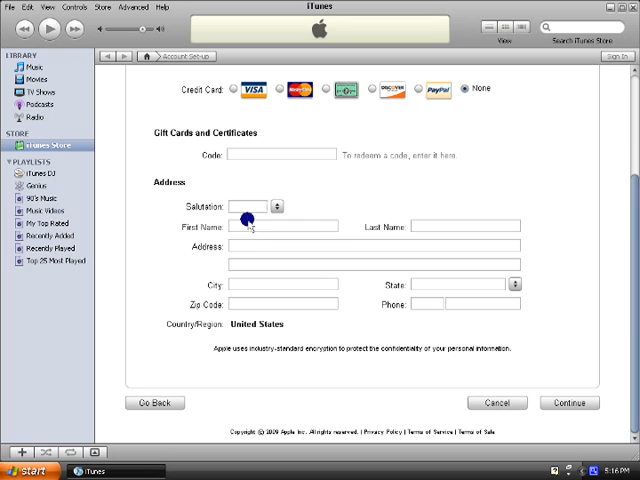 iTunes
File Edit View Controls Store Advanced Help
View
Search iTunes Store
Account Set-up
Sign In
LIBRARY
Music
Movies
TV Shows
Podcasts
Radio
STORE
iTunes Store
PLAYLISTS
iTunes DJ
Genius
90's Music
Music Videos
My Top Rated
Recently Added
Recently Played
Top 25 Most Played
Credit Card: VISA MasterCard DISCOVER PayPal None
Gift Cards and Certificates
Code: To redeem a code, enter it here.
Address
Salutation:
First Name: Last Name:
Address:
City: State:
Zip Code: Phone:
Country/Region: United States
Apple uses industry-standard encryption to protect the confidentiality of your personal information.
Go Back Cancel Continue
Copyright © 2009 Apple Inc. All rights reserved. | Privacy Policy | Terms of Service | Terms of Sale
start iTunes 5:16 PM